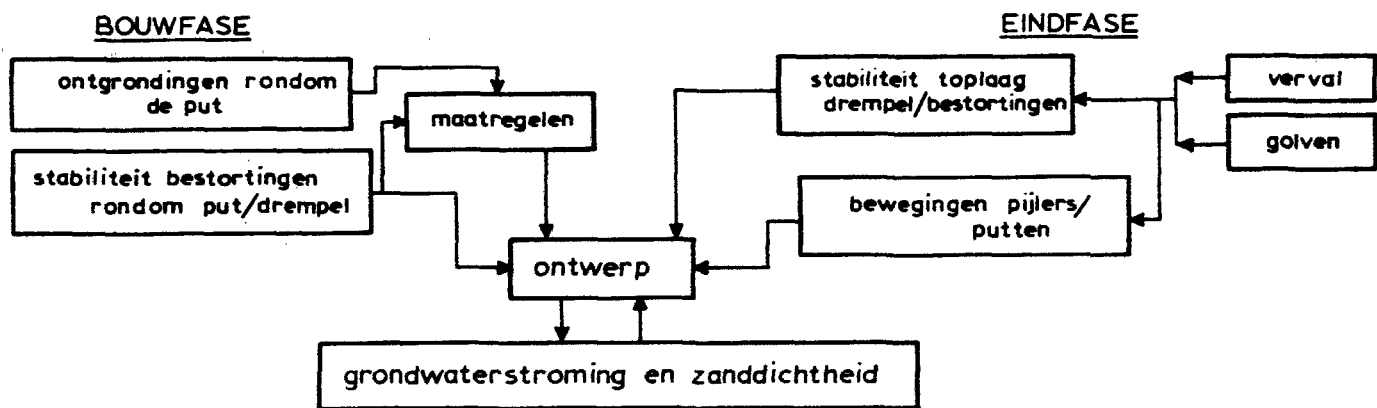 BOUWFASE
ontgrondingen rondom
de put
maatregelen
stabiliteit bestortingen
rondom put/drempel
EINDFASE
stabiliteit toplaag
drempel/bestortingen
verval
golven
bewegingen pijlers/
putten
ontwerp
grondwaterstroming en zanddichtheid